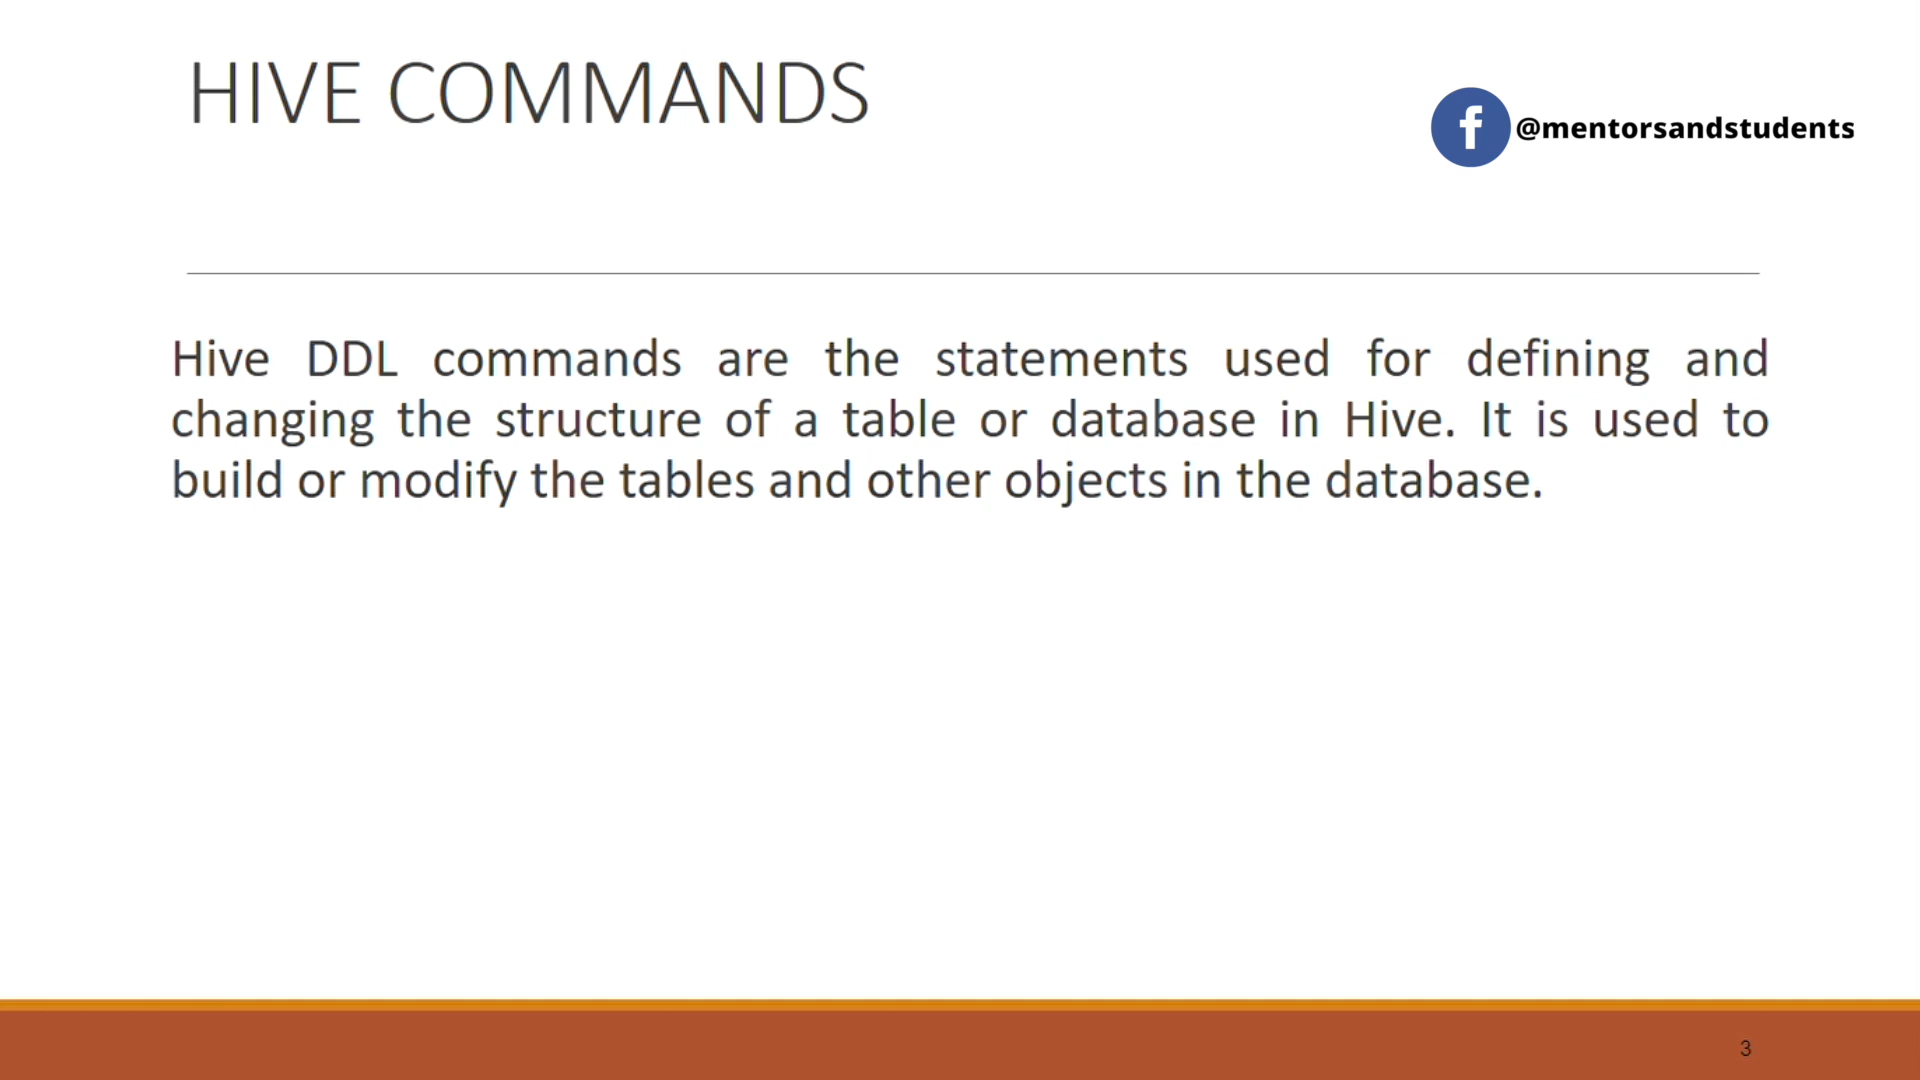 HIVE COMMANDS
@mentorsandstudents
Hive DDL commands are the statements used for defining and
changing the structure of a table or database in Hive. It is used to
build or modify the tables and other objects in the database.
3